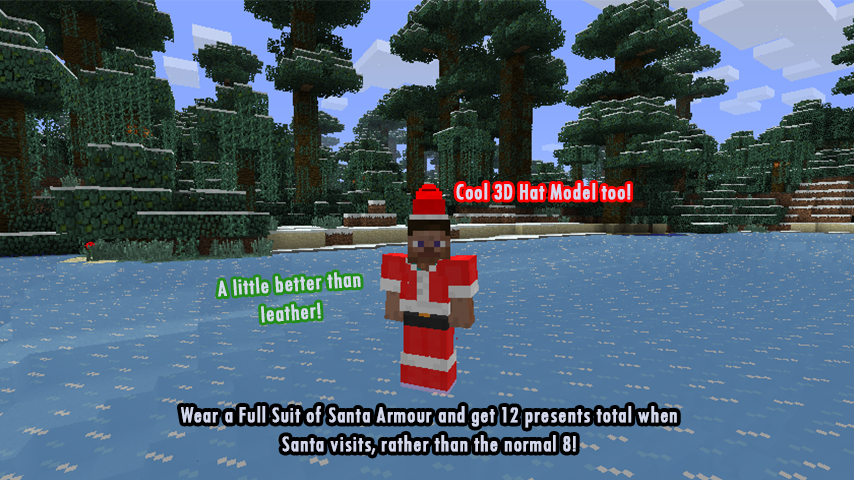 Cool 3D Hat Model too!
A little better than
leather!
Wear a Full Suit of Santa Armour and get 12 presents total when
Santa visits, rather than the normal 8!